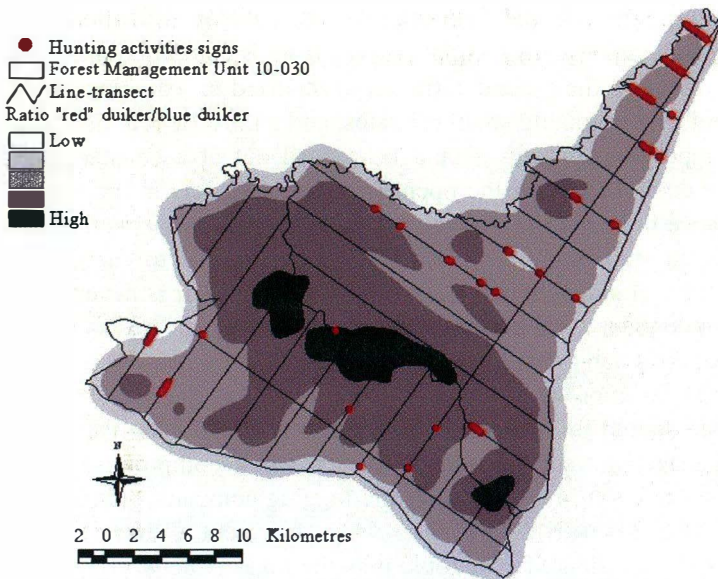 Hunting activities signs
Forest Management Unit 10-030
Line-transect
Ratio "red" duiker/blue duiker
Low
High
N
2 0 2 4 6 8 10 Kilometres